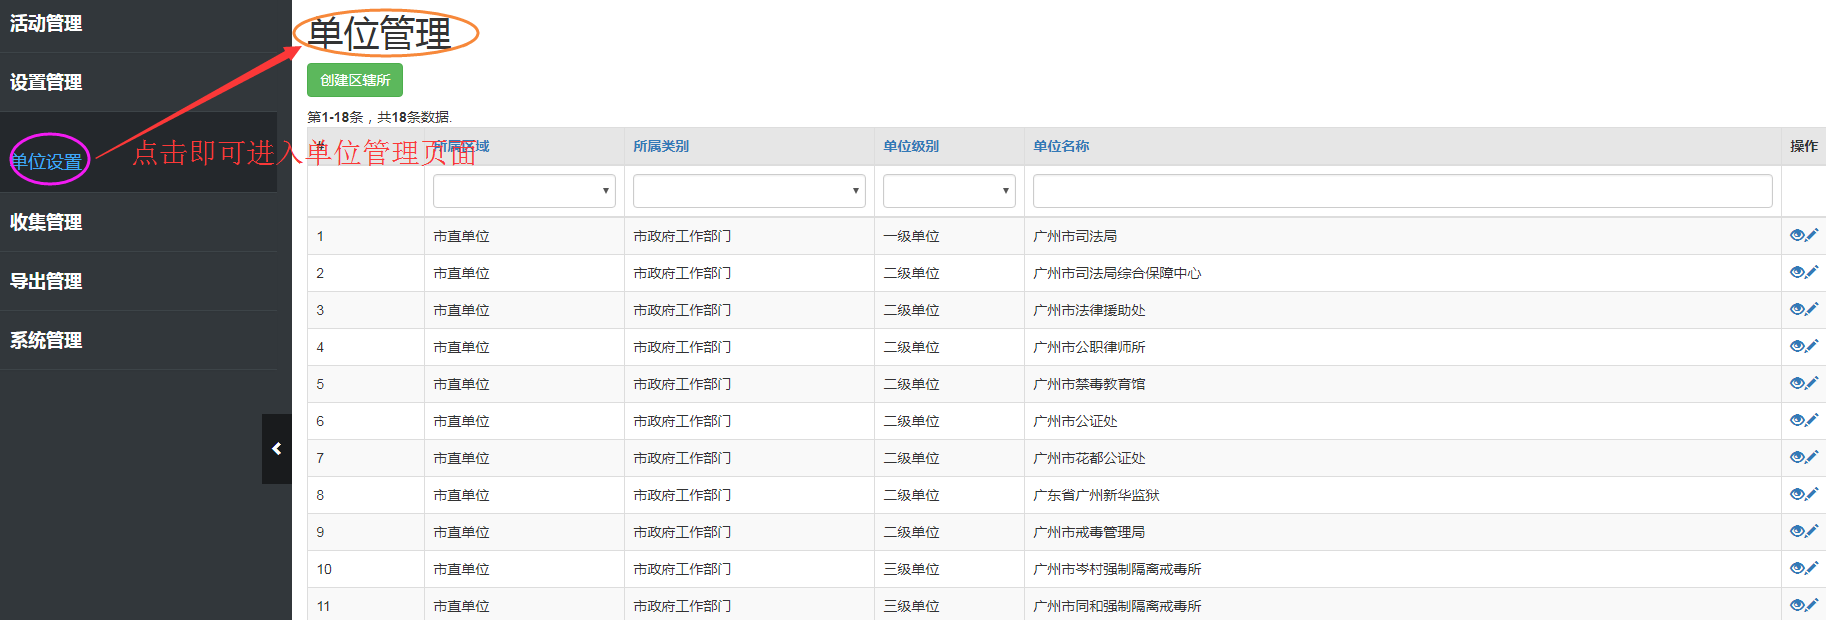 活动管理
设置管理
单位设置
收集管理
导出管理
系统管理
单位管理
创建区辖所
第1-18条，共18条数据.
点击即可进入单位管理页面
# 所属区域 所属类别 单位级别 单位名称 操作
1 市直单位 市政府工作部门 一级单位 广州市司法局
2 市直单位 市政府工作部门 二级单位 广州市司法局综合保障中心
3 市直单位 市政府工作部门 二级单位 广州市法律援助处
4 市直单位 市政府工作部门 二级单位 广州市公职律师所
5 市直单位 市政府工作部门 二级单位 广州市禁毒教育馆
6 市直单位 市政府工作部门 二级单位 广州市公证处
7 市直单位 市政府工作部门 二级单位 广州市花都公证处
8 市直单位 市政府工作部门 二级单位 广东省广州新华监狱
9 市直单位 市政府工作部门 二级单位 广州市戒毒管理局
10 市直单位 市政府工作部门 三级单位 广州市岑村强制隔离戒毒所
11 市直单位 市政府工作部门 三级单位 广州市同和强制隔离戒毒所